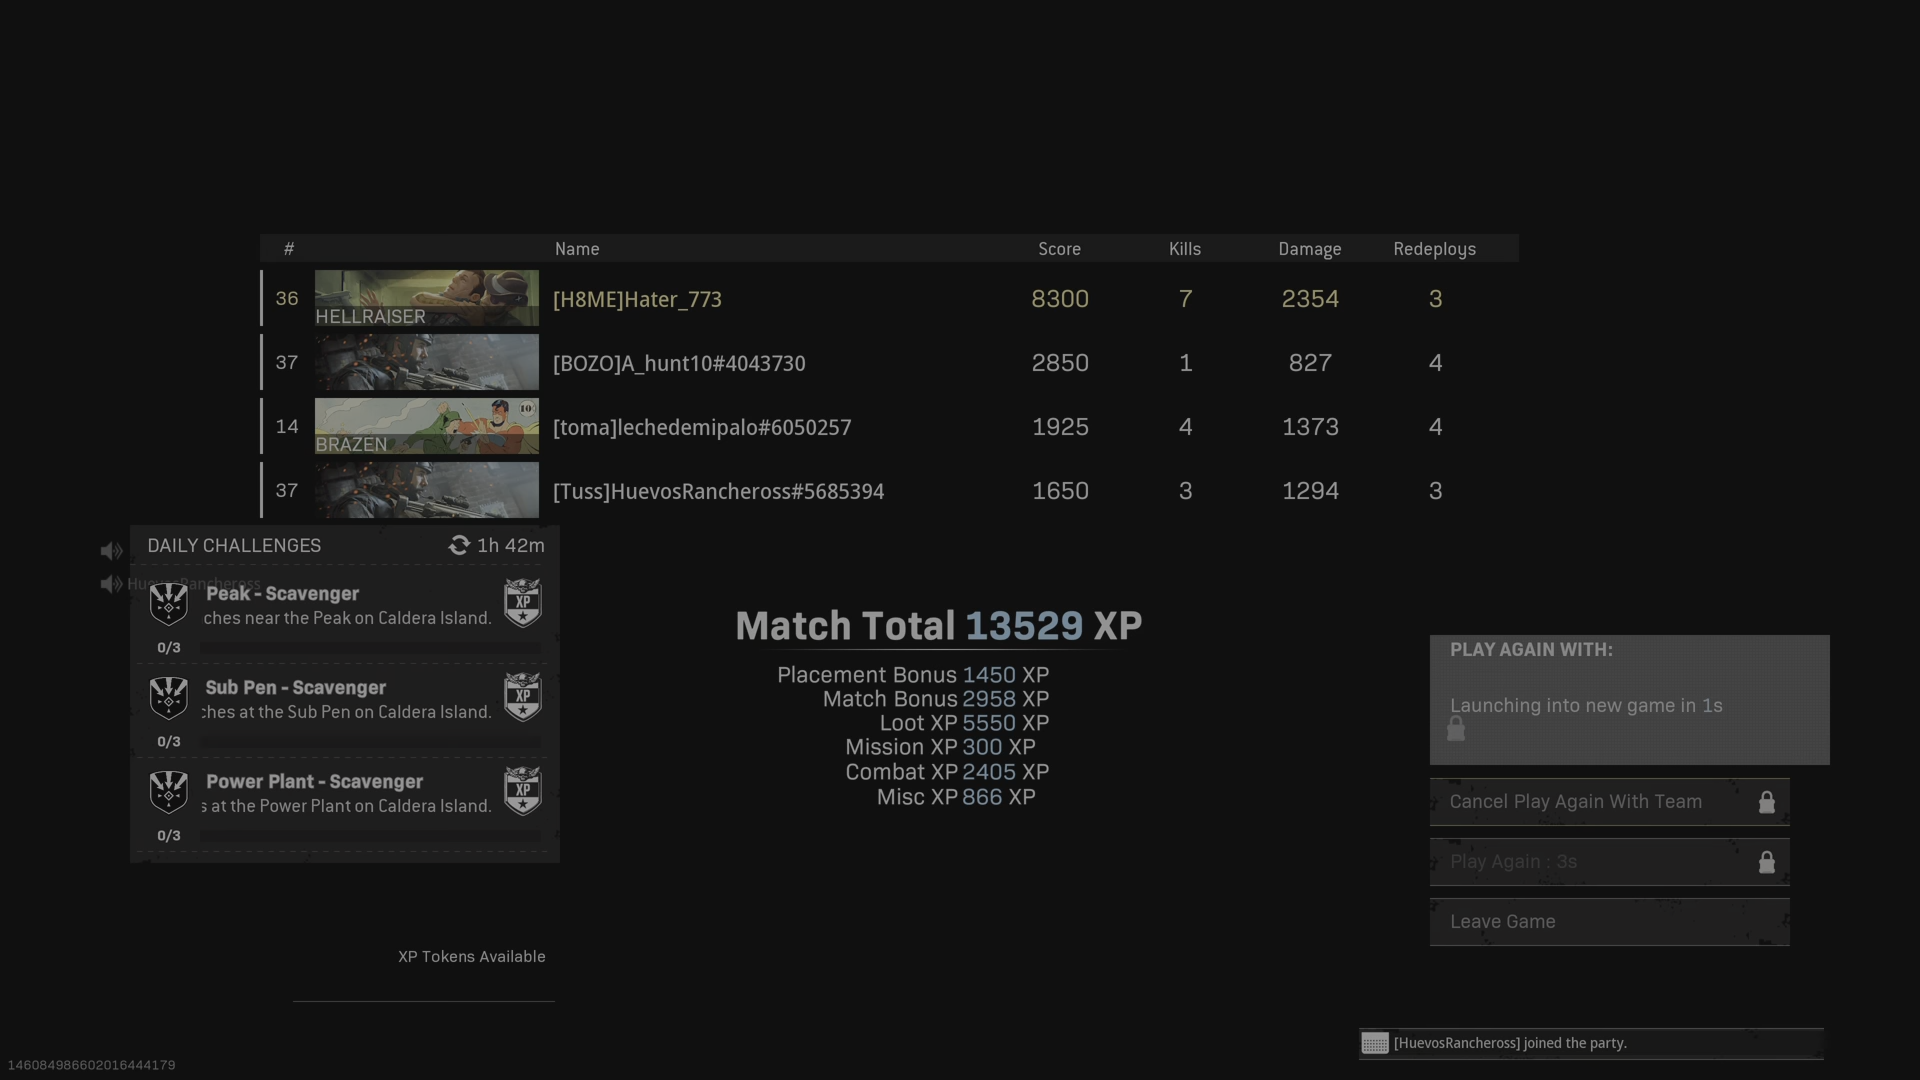 # Name Score Kills Damage Redeploys
36 HELLRAISER [H8ME]Hater_773 8300 7 2354 3
37 [BOZO]A_hunt10#4043730 2850 1 827 4
14 BRAZEN [toma]lechedemipalo#6050257 1925 4 1373 4
37 [Tuss]HuevosRancheross#5685394 1650 3 1294 3
DAILY CHALLENGES 1h 42m
HuevosRancheross
Peak - Scavenger XP
ches near the Peak on Caldera Island.
0/3
Sub Pen - Scavenger XP
ches at the Sub Pen on Caldera Island.
0/3
Power Plant - Scavenger XP
s at the Power Plant on Caldera Island.
0/3
XP Tokens Available
Match Total 13529 XP
Placement Bonus 1450 XP
Match Bonus 2958 XP
Loot XP 5550 XP
Mission XP 300 XP
Combat XP 2405 XP
Misc XP 866 XP
PLAY AGAIN WITH:
Launching into new game in 1s
Cancel Play Again With Team
Play Again : 3s
Leave Game
[HuevosRancheross] joined the party.
146084986602016444179